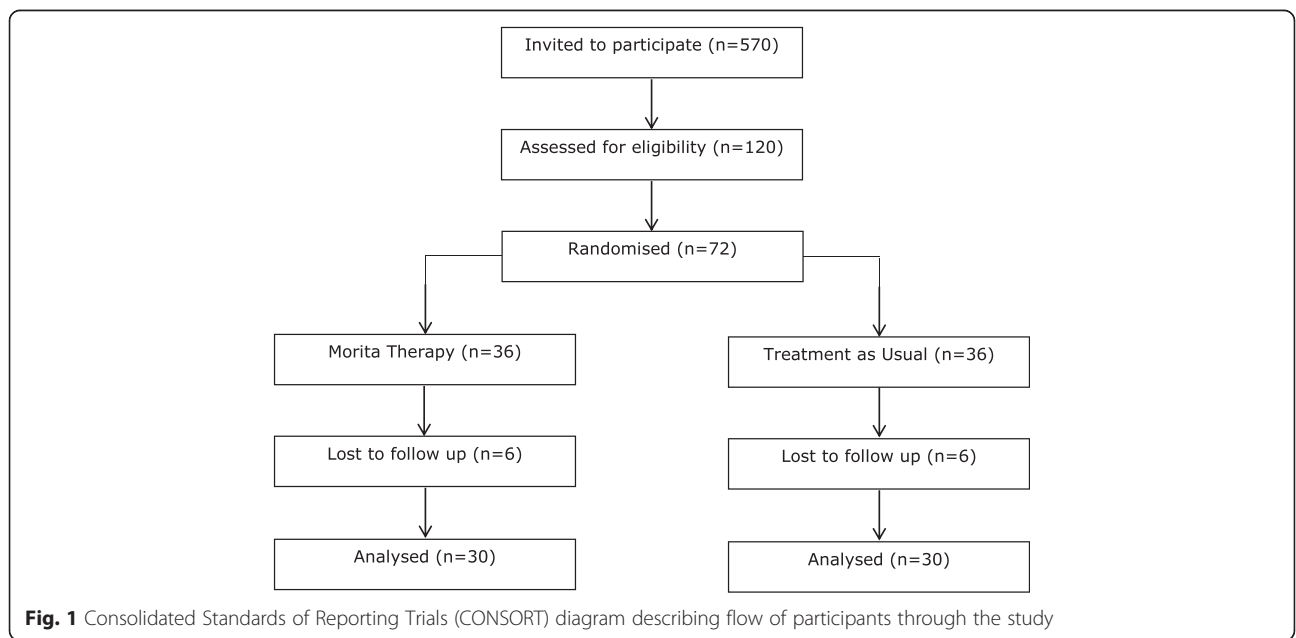 Invited to participate (n=570)
Assessed for eligibility (n=120)
Randomised (n=72)
Morita Therapy (n=36)
Treatment as Usual (n=36)
Lost to follow up (n=6)
Lost to follow up (n=6)
Analysed (n=30)
Analysed (n=30)
Fig. 1 Consolidated Standards of Reporting Trials (CONSORT) diagram describing flow of participants through the study